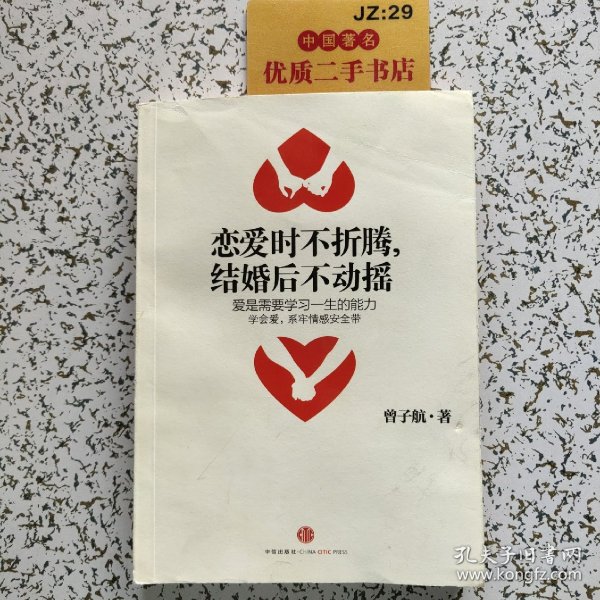 JZ:29
中国著名
优质二手书店
恋爱时不折腾,
结婚后不动摇
爱是需要学习一生的能力
学会爱,系牢情感安全带
曾子航·著
中信出版社·CHINA CITIC PRESS
孔夫子旧书网
www.kongfz.com